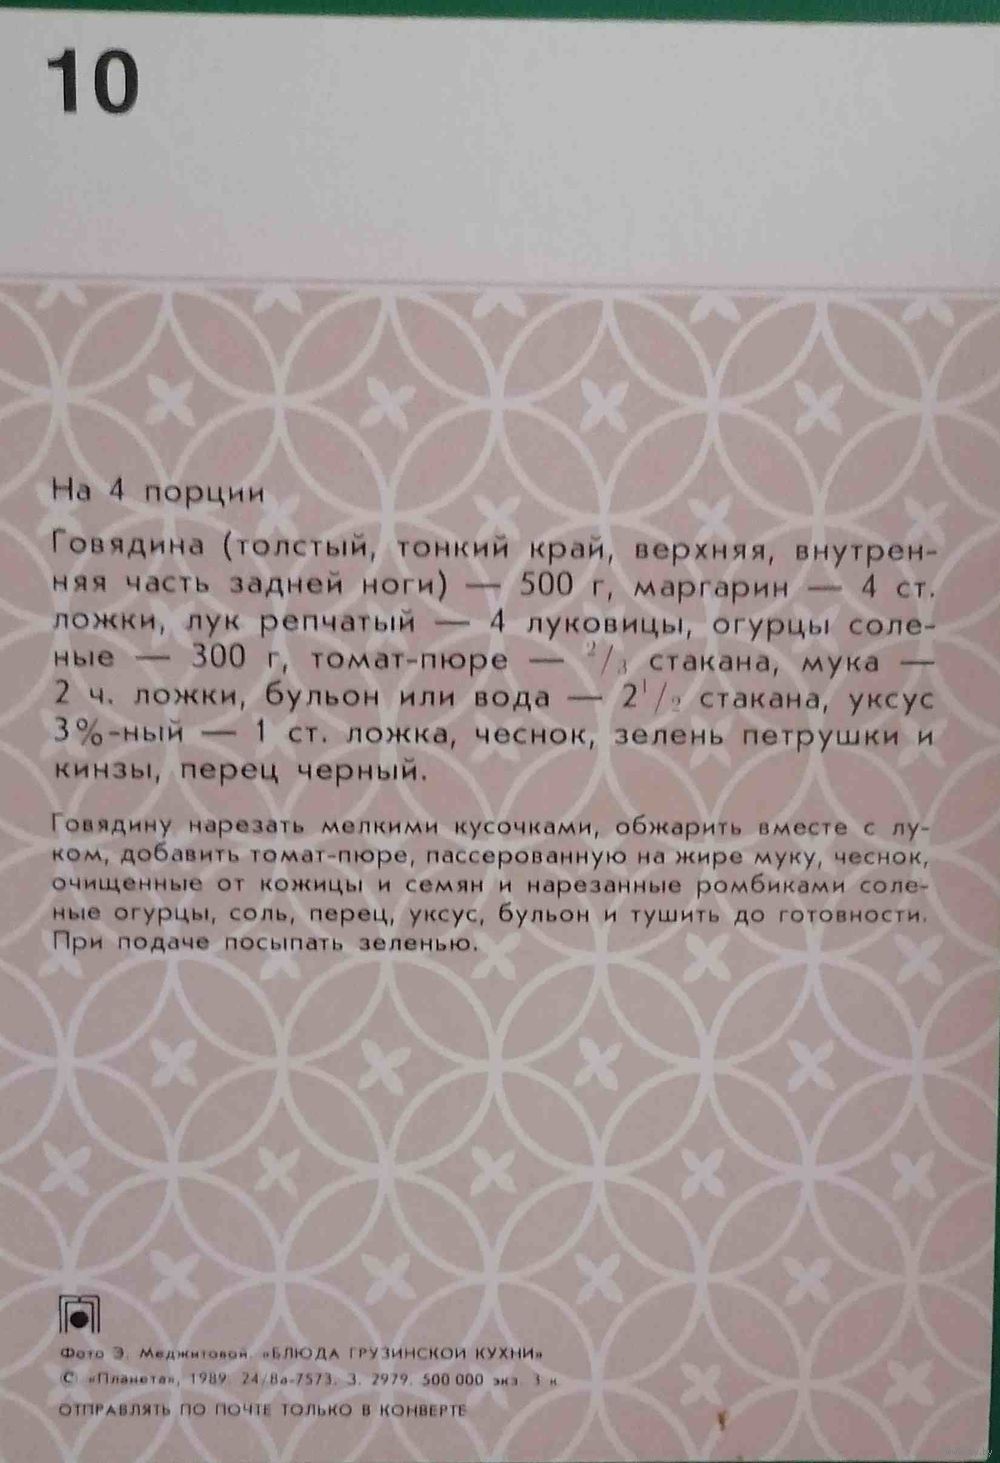 10
На 4 порции
Говядина (толстый, тонкий край, верхняя, внутрен-
няя часть задней ноги) — 500 г, маргарин — 4 ст.
ложки, лук репчатый — 4 луковицы, огурцы соле-
ные — 300 г, томат-пюре — 2/3 стакана, мука —
2 ч. ложки, бульон или вода — 2 1/2 стакана, уксус
3%-ный — 1 ст. ложка, чеснок, зелень петрушки и
кинзы, перец черный.
Говядину нарезать мелкими кусочками, обжарить вместе с лу-
ком, добавить томат-пюре, пассерованную на жире муку, чеснок,
очищенные от кожицы и семян и нарезанные ромбиками соле-
ные огурцы, соль, перец, уксус, бульон и тушить до готовности.
При подаче посыпать зеленью.
Фото Э. Меджитовой. «БЛЮДА ГРУЗИНСКОЙ КУХНИ»
© «Планета», 1989. 24/8а-7573. З. 2979. 500 000 экз. 3 к.
ОТПРАВЛЯТЬ ПО ПОЧТЕ ТОЛЬКО В КОНВЕРТЕ